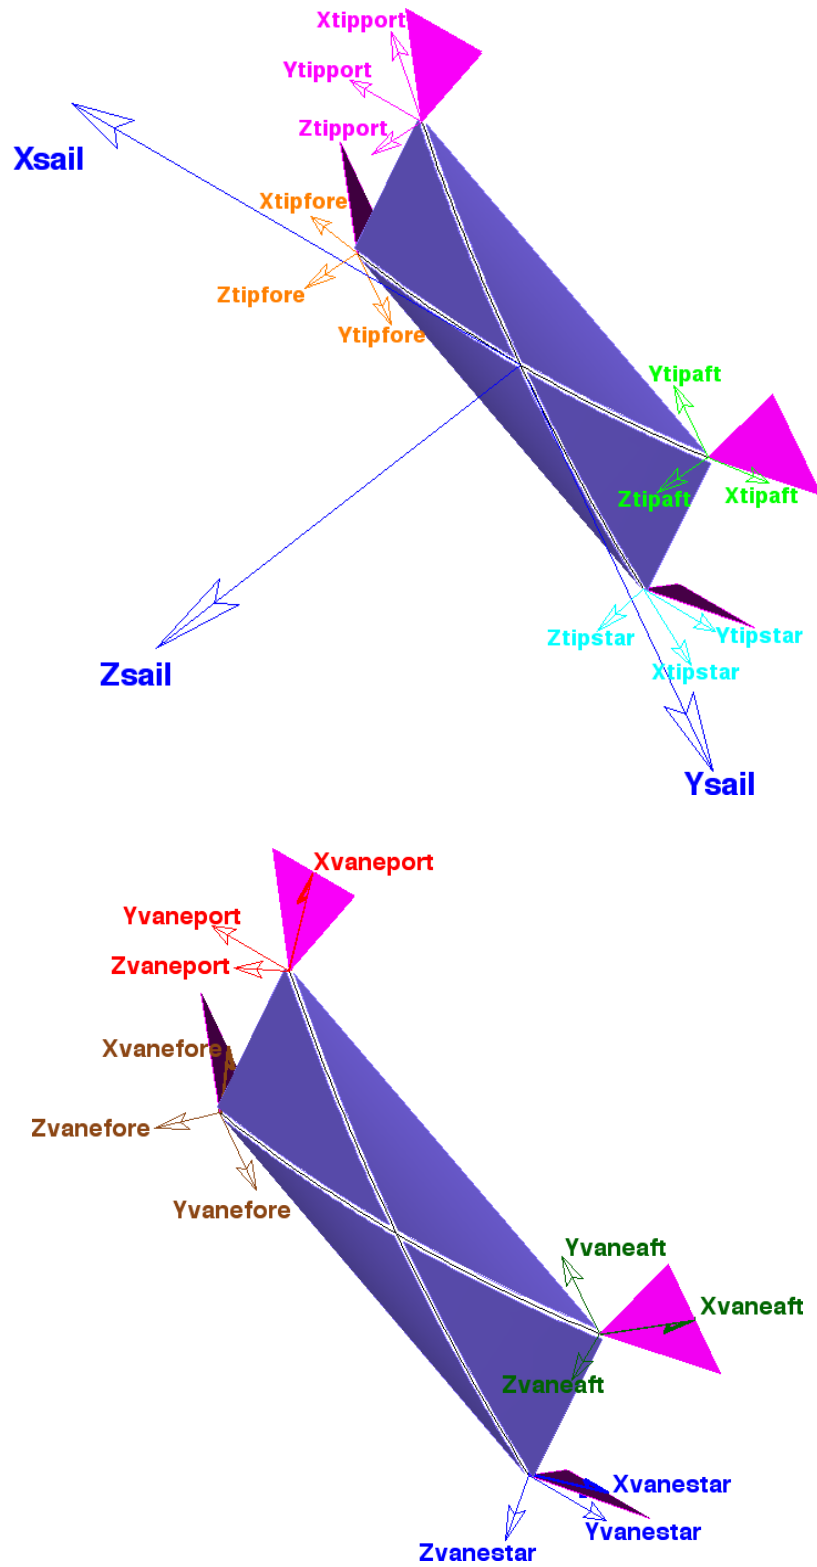 Xtipport
Ytipport
Ztipport
Xsail
Xtipfore
Ztipfore
Ytipfore
Ytipaft
Ztipaft
Xtipaft
Ztipstar
Ytipstar
Xtipstar
Zsail
Ysail
Xvaneport
Yvaneport
Zvaneport
Xvanefore
Zvanefore
Yvanefore
Yvaneaft
Xvaneaft
Zvaneaft
Xvanestar
Yvanestar
Zvanestar